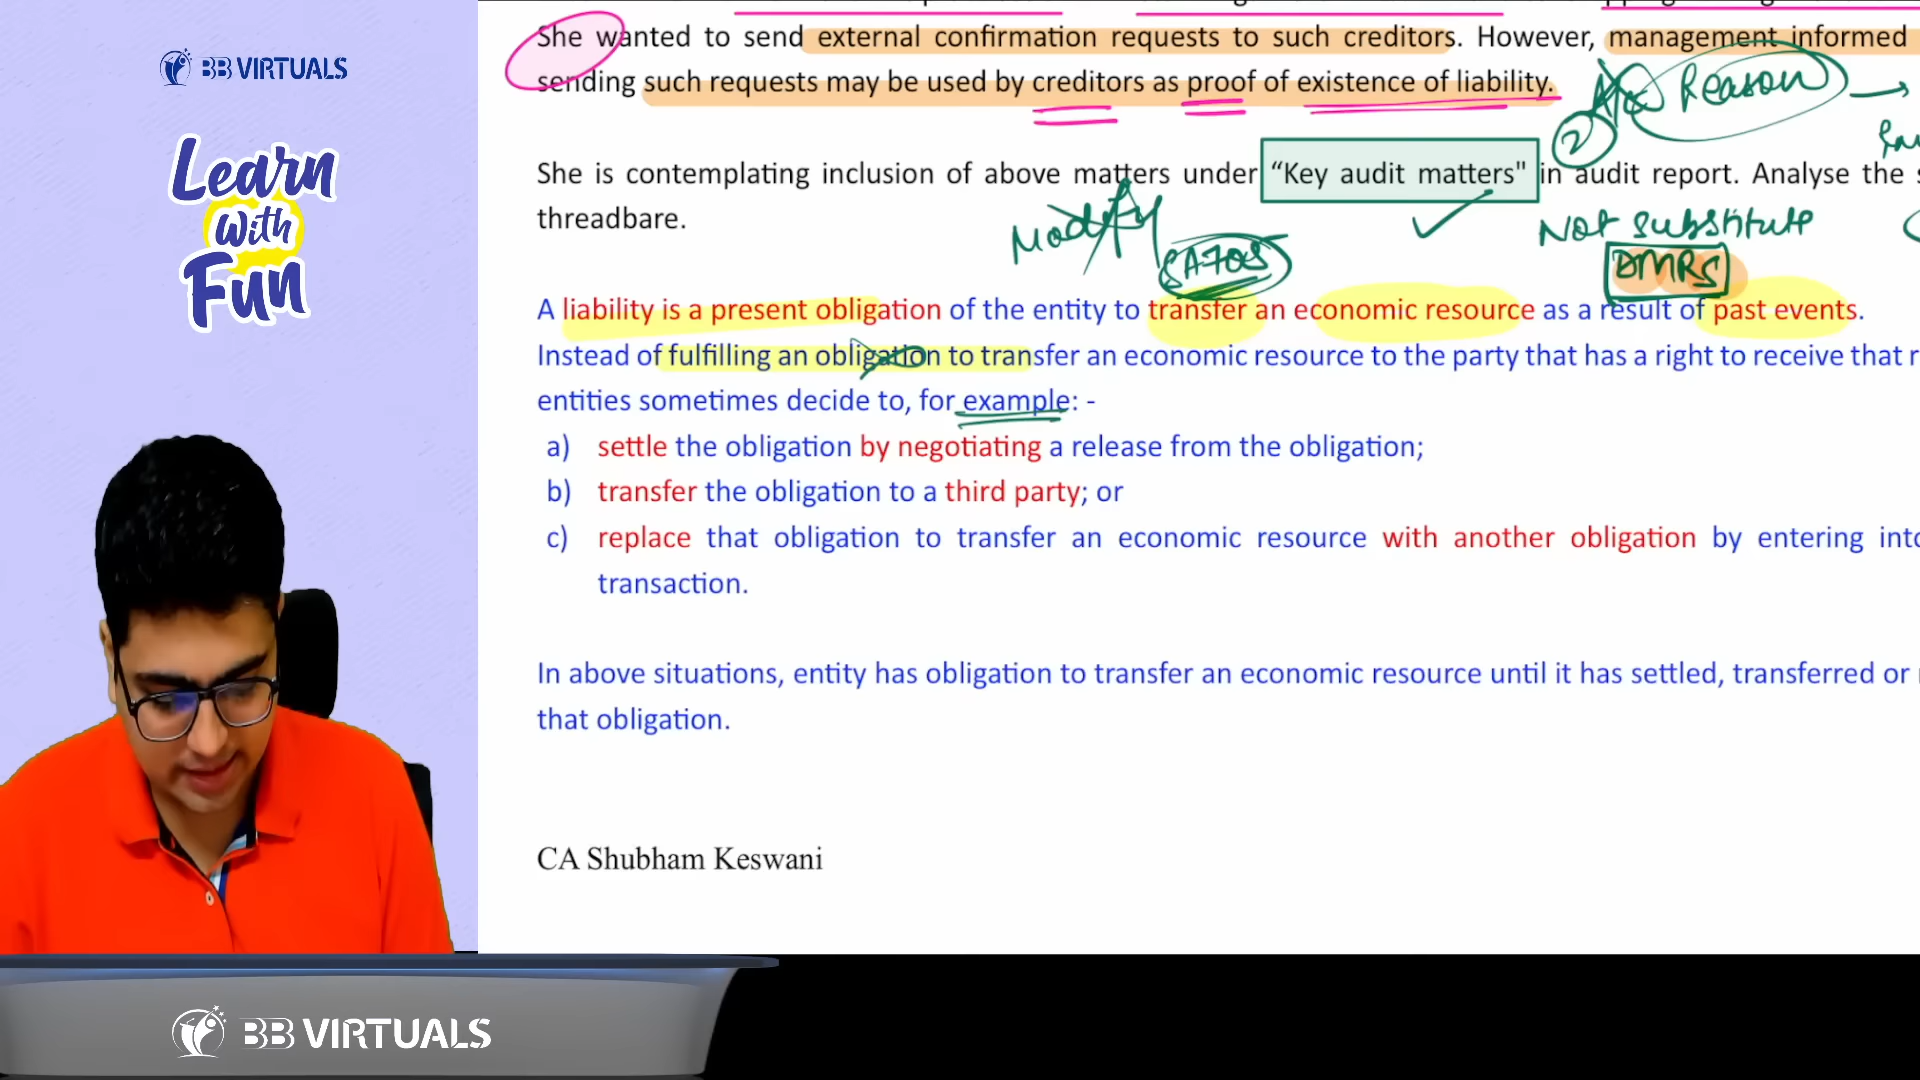 BB VIRTUALS
Learn
With
Fun
She wanted to send external confirmation requests to such creditors. However, management informed
sending such requests may be used by creditors as proof of existence of liability.
Reason
2
She is contemplating inclusion of above matters under “Key audit matters" in audit report. Analyse the
threadbare.
Modify
SA705
Not substitute
DMRS
A liability is a present obligation of the entity to transfer an economic resource as a result of past events.
Instead of fulfilling an obligation to transfer an economic resource to the party that has a right to receive that
entities sometimes decide to, for example: -
a) settle the obligation by negotiating a release from the obligation;
b) transfer the obligation to a third party; or
c) replace that obligation to transfer an economic resource with another obligation by entering into
transaction.
In above situations, entity has obligation to transfer an economic resource until it has settled, transferred or
that obligation.
CA Shubham Keswani
BB VIRTUALS